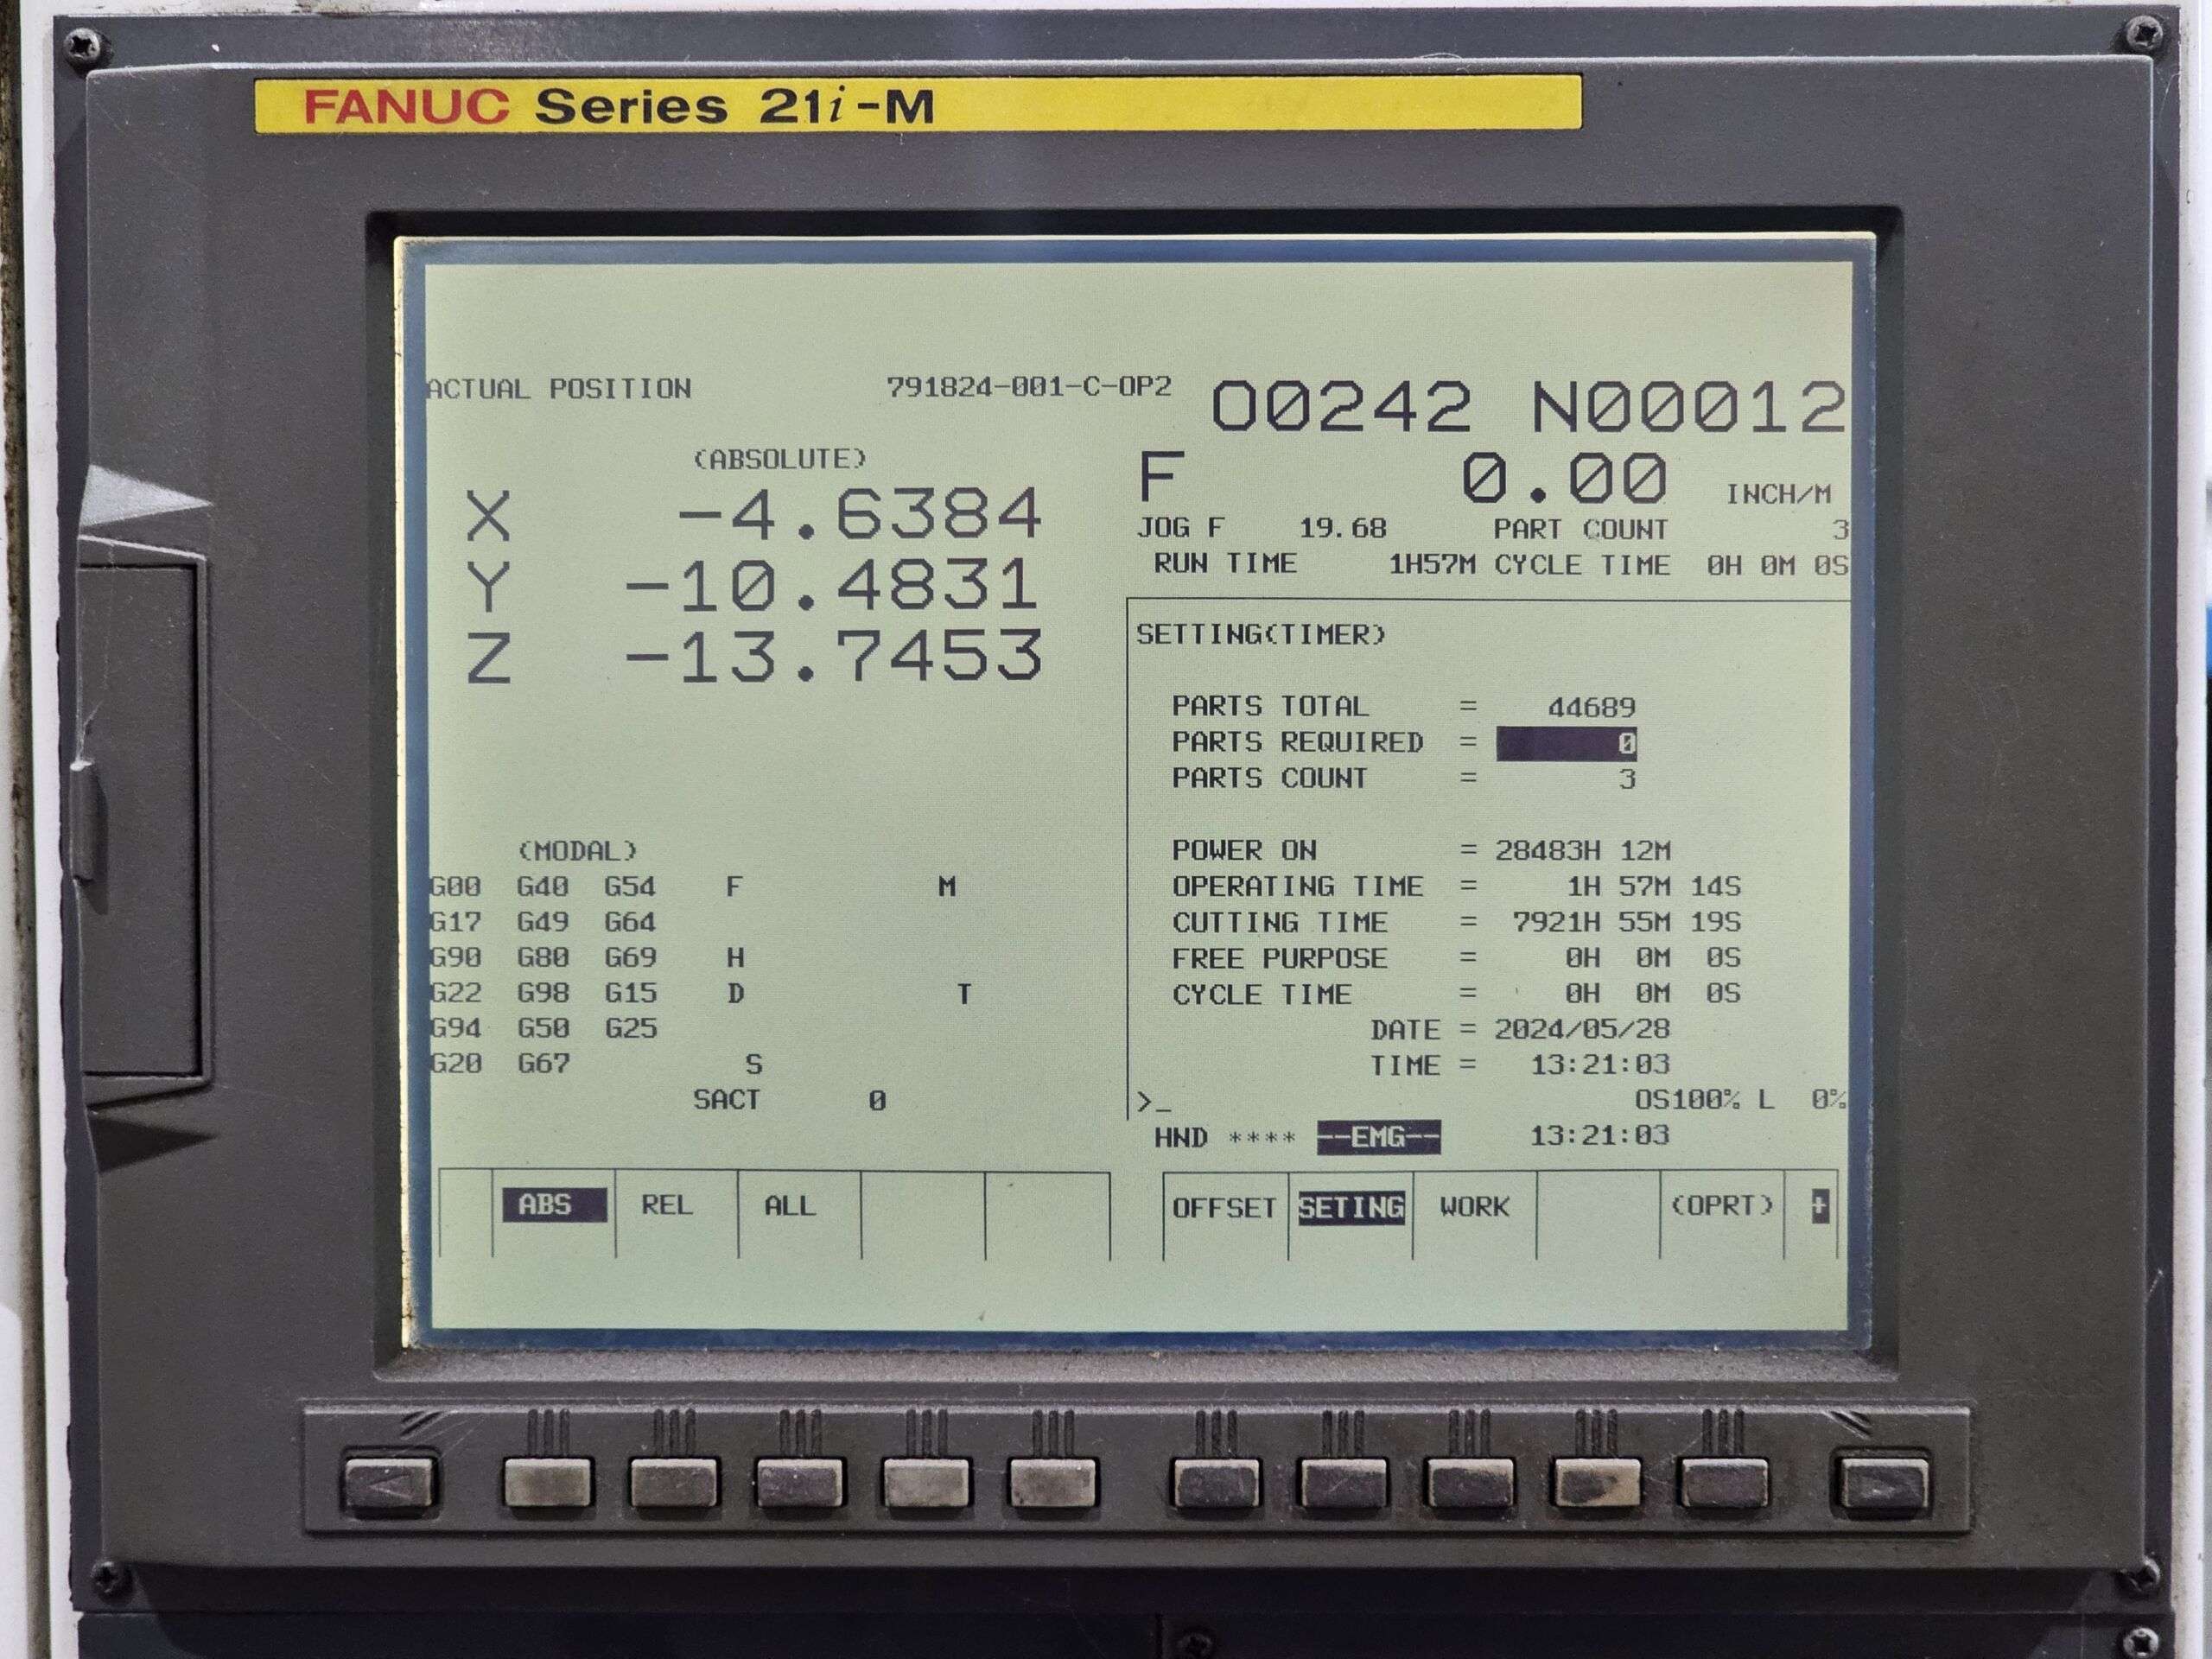 FANUC Series 21i-M
ACTUAL POSITION 791824-001-C-OP2 O0242 N00012
(ABSOLUTE) F 0.00 INCH/M
X -4.6384
JOG F 19.68 PART COUNT 3
Y -10.4831
RUN TIME 1H57M CYCLE TIME 0H 0M 0S
Z -13.7453
SETTING(TIMER)
PARTS TOTAL = 44689
PARTS REQUIRED = 0
PARTS COUNT = 3
(MODAL) POWER ON = 28483H 12M
G00 G40 G54 F M OPERATING TIME = 1H 57M 14S
G17 G49 G64 CUTTING TIME = 7921H 55M 19S
G90 G80 G69 H FREE PURPOSE = 0H 0M 0S
G22 G98 G15 D T CYCLE TIME = 0H 0M 0S
G94 G50 G25 DATE = 2024/05/28
G20 G67 S TIME = 13:21:03
SACT 0 >_ OS100% L 0%
HND **** --EMG-- 13:21:03
ABS REL ALL OFFSET SETING WORK (OPRT) +